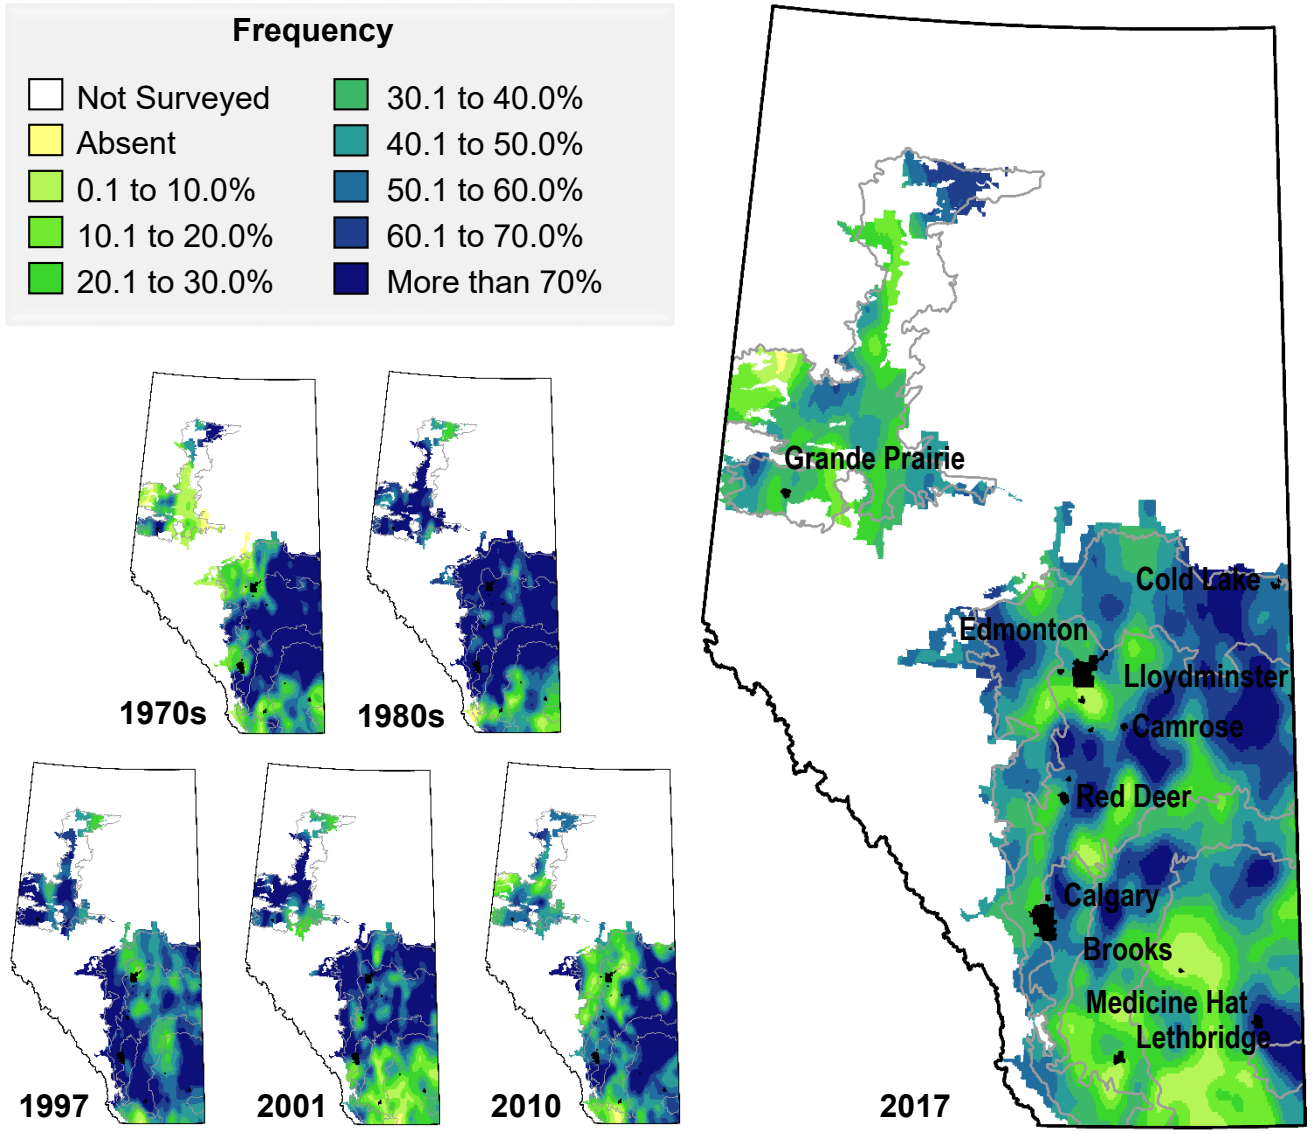 Frequency
Not Surveyed
Absent
0.1 to 10.0%
10.1 to 20.0%
20.1 to 30.0%
30.1 to 40.0%
40.1 to 50.0%
50.1 to 60.0%
60.1 to 70.0%
More than 70%
1970s
1980s
1997
2001
2010
Grande Prairie
Cold Lake
Edmonton
Lloydminster
Camrose
Red Deer
Calgary
Brooks
Medicine Hat
Lethbridge
2017